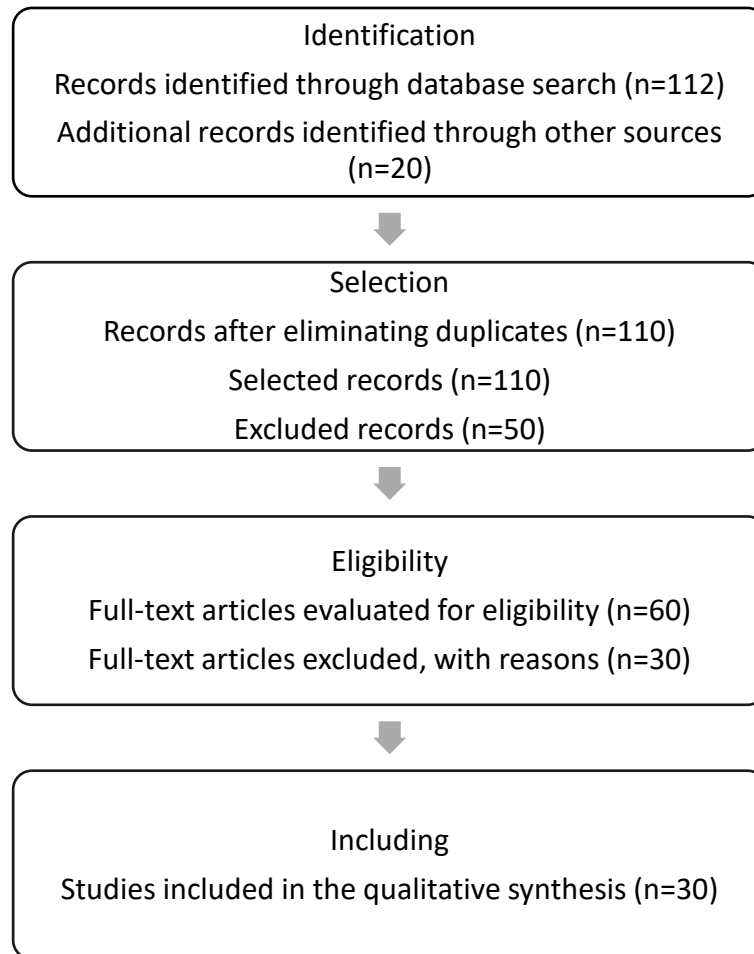 Identification
Records identified through database search (n=112)
Additional records identified through other sources
(n=20)
Selection
Records after eliminating duplicates (n=110)
Selected records (n=110)
Excluded records (n=50)
Eligibility
Full-text articles evaluated for eligibility (n=60)
Full-text articles excluded, with reasons (n=30)
Including
Studies included in the qualitative synthesis (n=30)